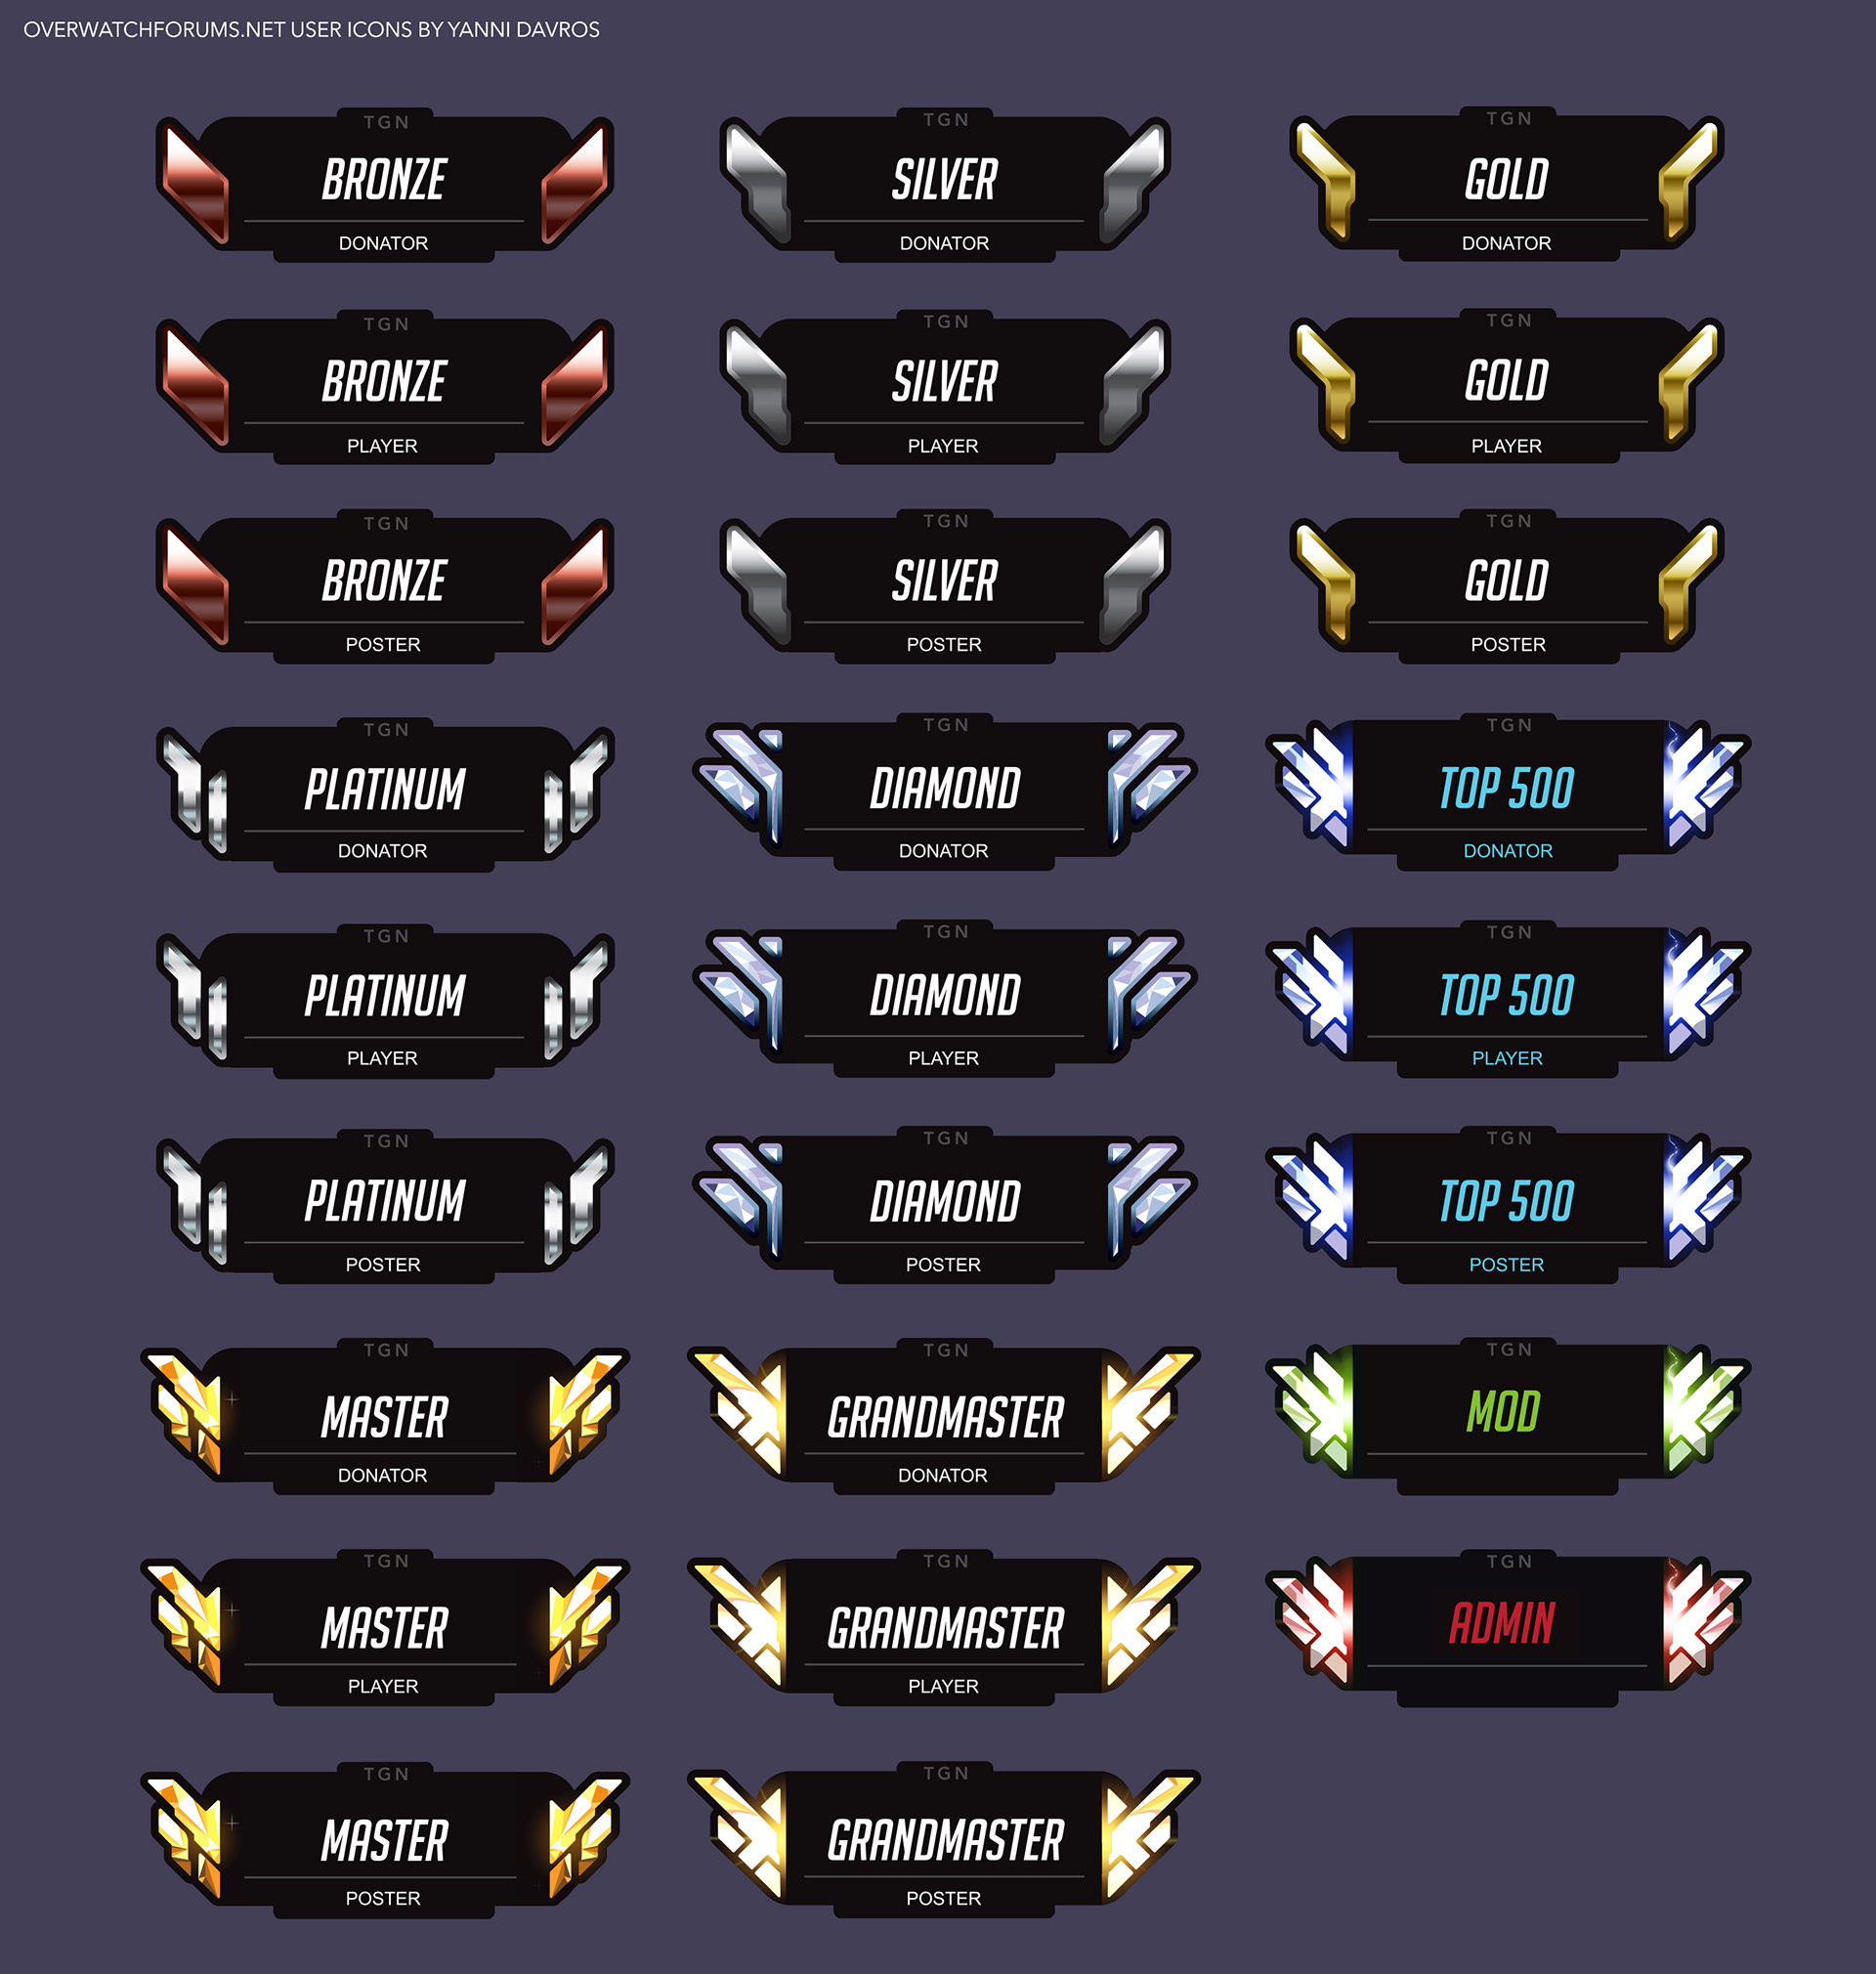 OVERWATCHFORUMS.NET USER ICONS BY YANNI DAVROS
TGN
BRONZE
DONATOR
TGN
SILVER
DONATOR
TGN
GOLD
DONATOR
TGN
BRONZE
PLAYER
TGN
SILVER
PLAYER
TGN
GOLD
PLAYER
TGN
BRONZE
POSTER
TGN
SILVER
POSTER
TGN
GOLD
POSTER
TGN
PLATINUM
DONATOR
TGN
DIAMOND
DONATOR
TGN
TOP 500
DONATOR
TGN
PLATINUM
PLAYER
TGN
DIAMOND
PLAYER
TGN
TOP 500
PLAYER
TGN
PLATINUM
POSTER
TGN
DIAMOND
POSTER
TGN
TOP 500
POSTER
TGN
MASTER
DONATOR
TGN
GRANDMASTER
DONATOR
TGN
MOD
TGN
MASTER
PLAYER
TGN
GRANDMASTER
PLAYER
TGN
ADMIN
TGN
MASTER
POSTER
TGN
GRANDMASTER
POSTER